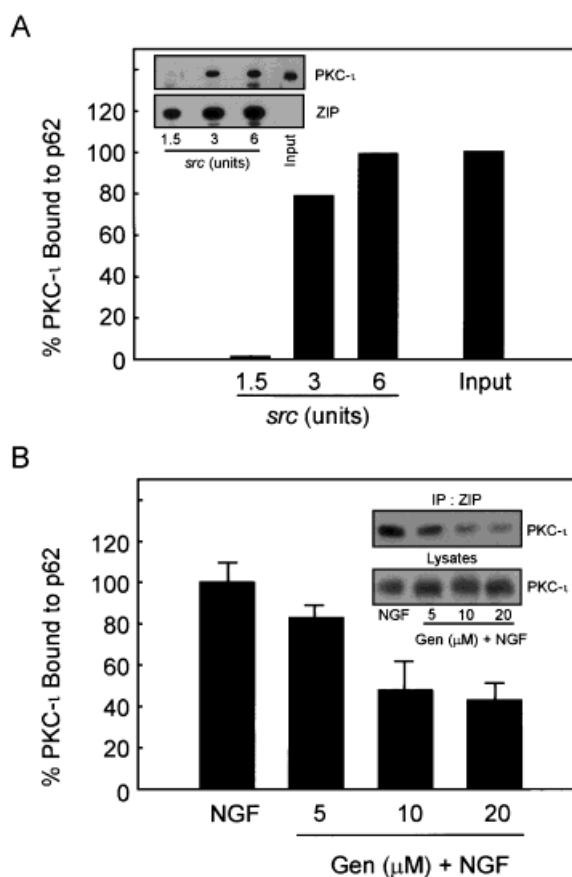 A
% PKC-ι Bound to p62
120
100
80
60
40
20
0
PKC-ι
ZIP
1.5 3 6 Input
src (units)
1.5 3 6 Input
src (units)
B
% PKC-ι Bound to p62
120
100
80
60
40
20
0
IP : ZIP
PKC-ι
Lysates
PKC-ι
NGF 5 10 20
Gen (μM) + NGF
NGF 5 10 20
Gen (μM) + NGF